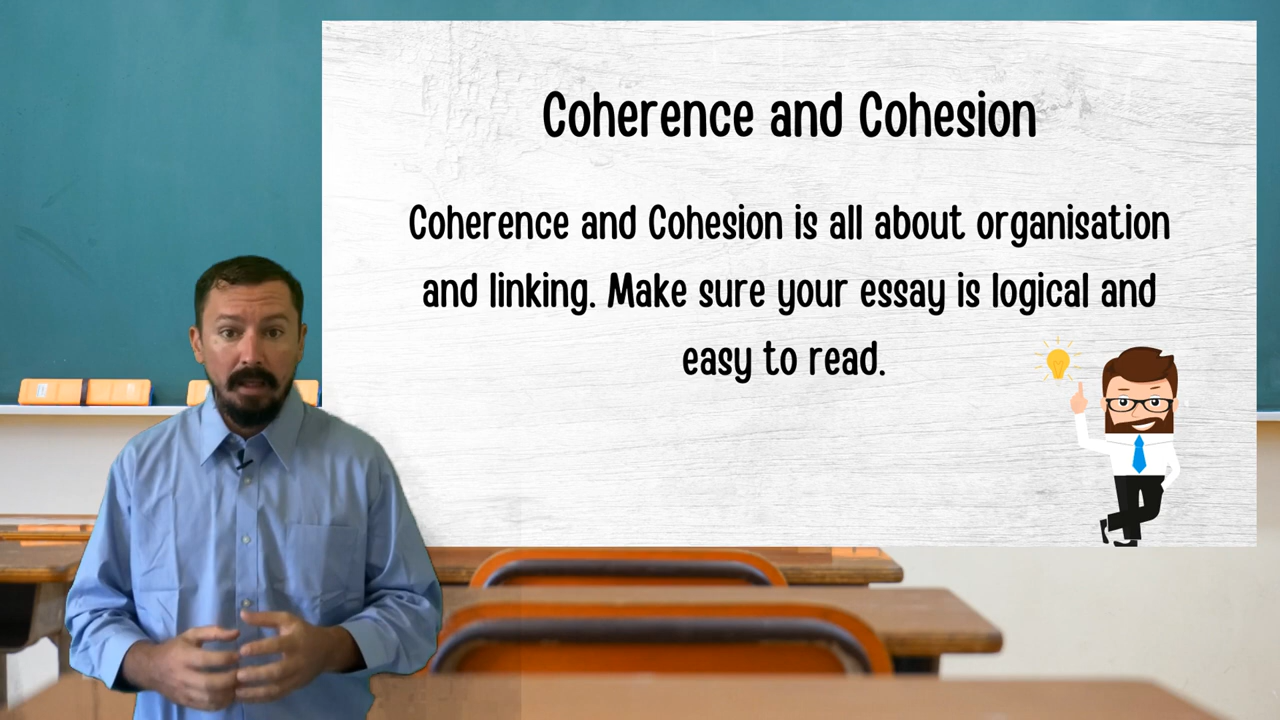 Coherence and Cohesion
Coherence and Cohesion is all about organisation
and linking. Make sure your essay is logical and
easy to read.